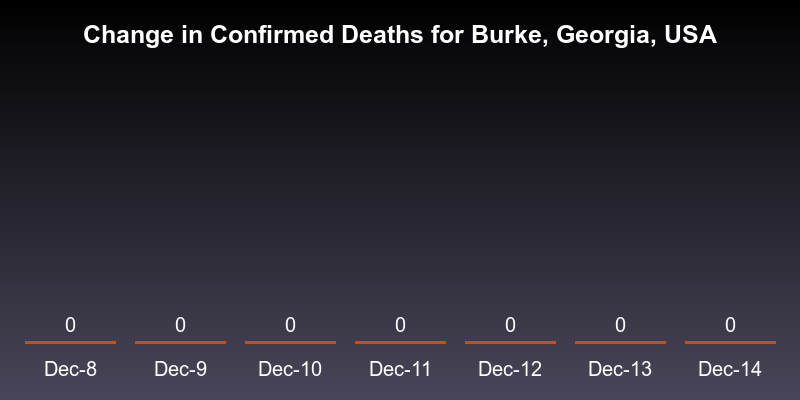 Change in Confirmed Deaths for Burke, Georgia, USA
0 0 0 0 0 0 0
Dec-8 Dec-9 Dec-10 Dec-11 Dec-12 Dec-13 Dec-14